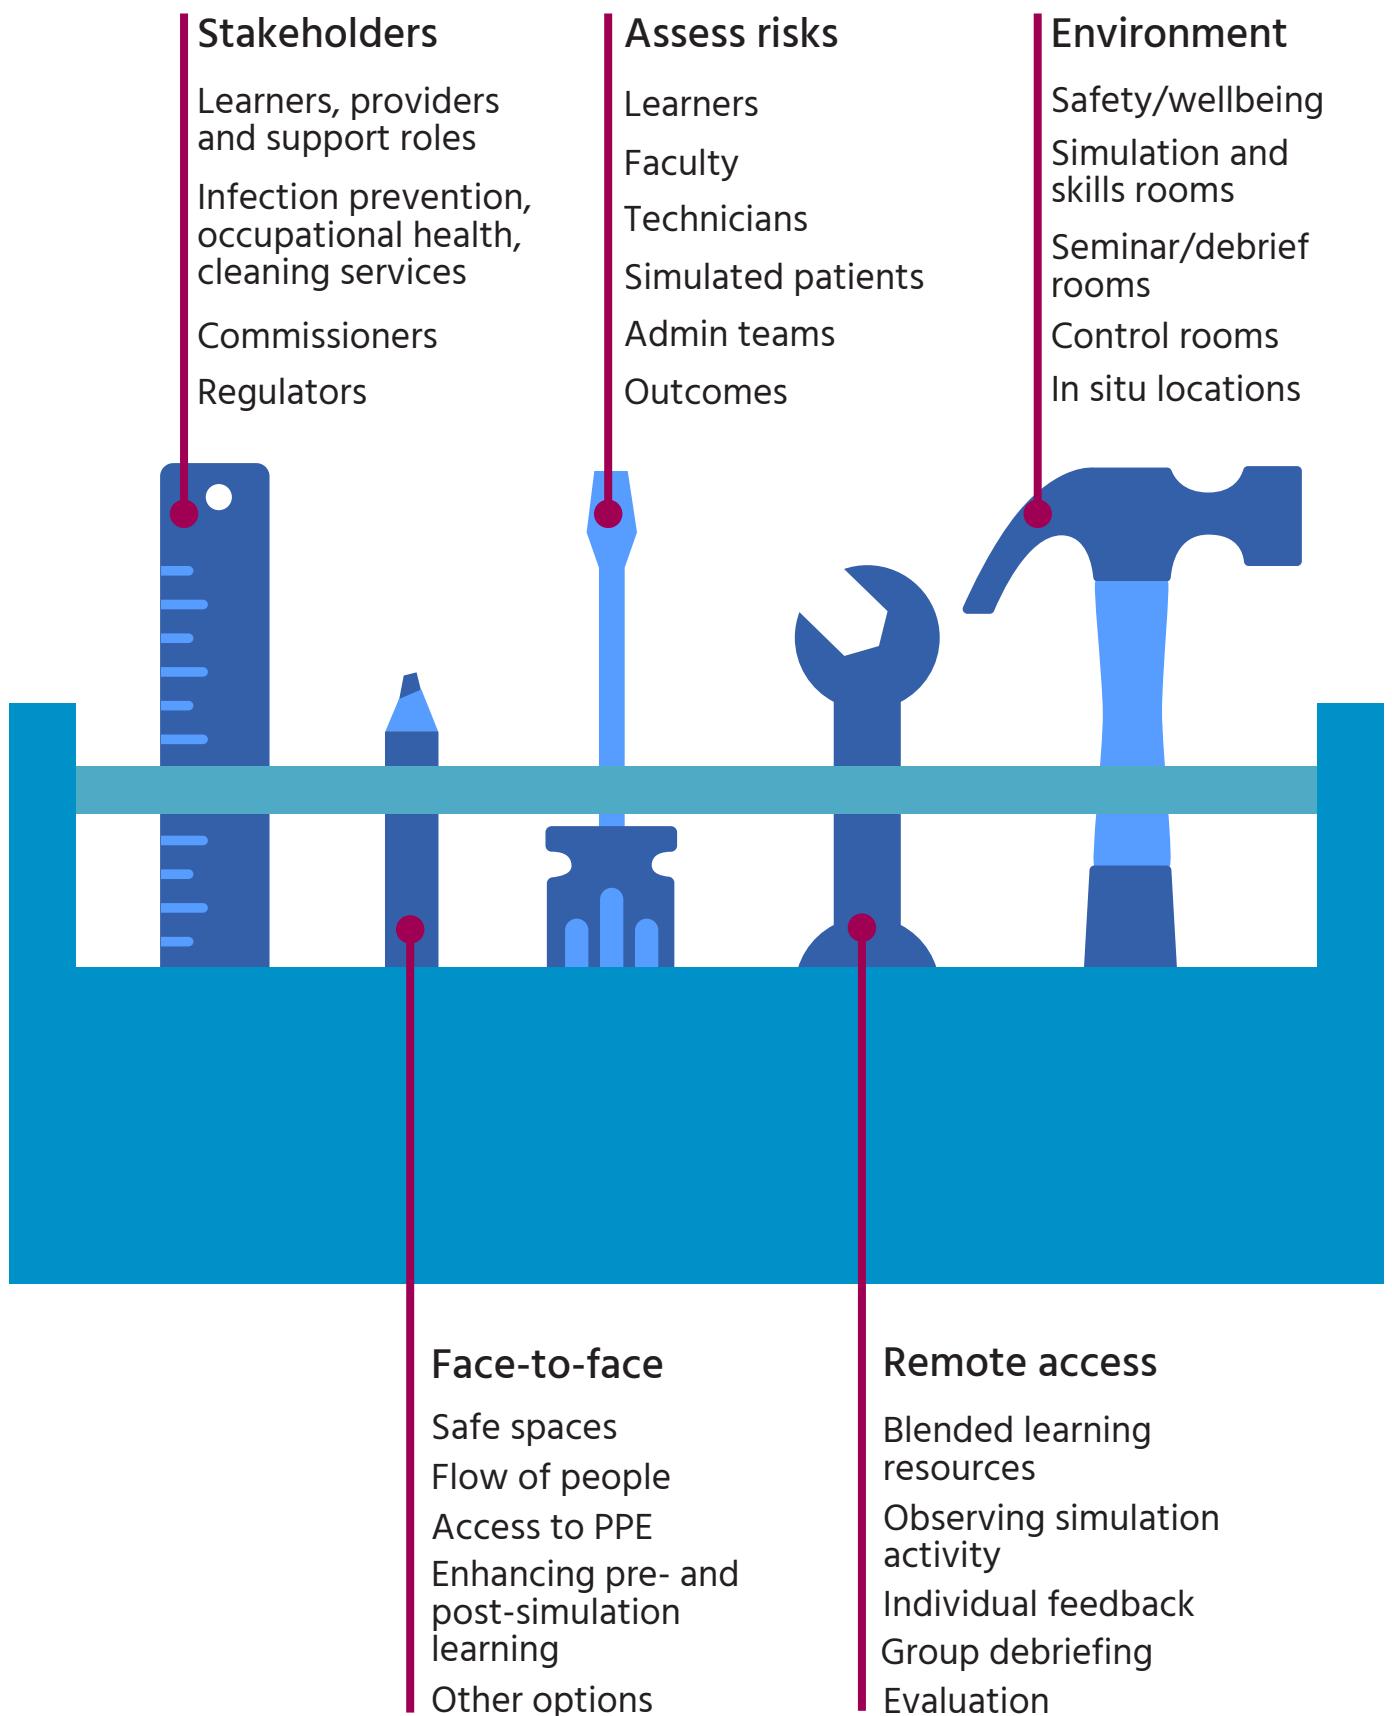 Stakeholders
Learners, providers
and support roles
Infection prevention,
occupational health,
cleaning services
Commissioners
Regulators
Assess risks
Learners
Faculty
Technicians
Simulated patients
Admin teams
Outcomes
Environment
Safety/wellbeing
Simulation and
skills rooms
Seminar/debrief
rooms
Control rooms
In situ locations
Face-to-face
Safe spaces
Flow of people
Access to PPE
Enhancing pre- and
post-simulation
learning
Other options
Remote access
Blended learning
resources
Observing simulation
activity
Individual feedback
Group debriefing
Evaluation